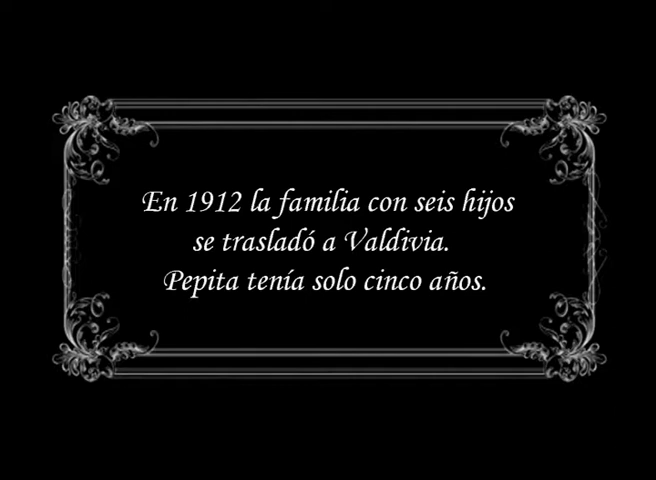 En 1912 la familia con seis hijos
se trasladó a Valdivia.
Pepita tenía solo cinco años.